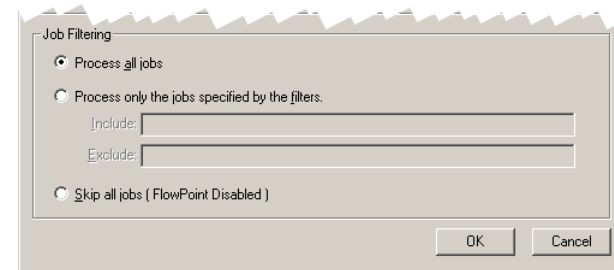 Job Filtering
Process all jobs
Process only the jobs specified by the filters.
Include:
Exclude:
Skip all jobs ( FlowPoint Disabled )
OK Cancel